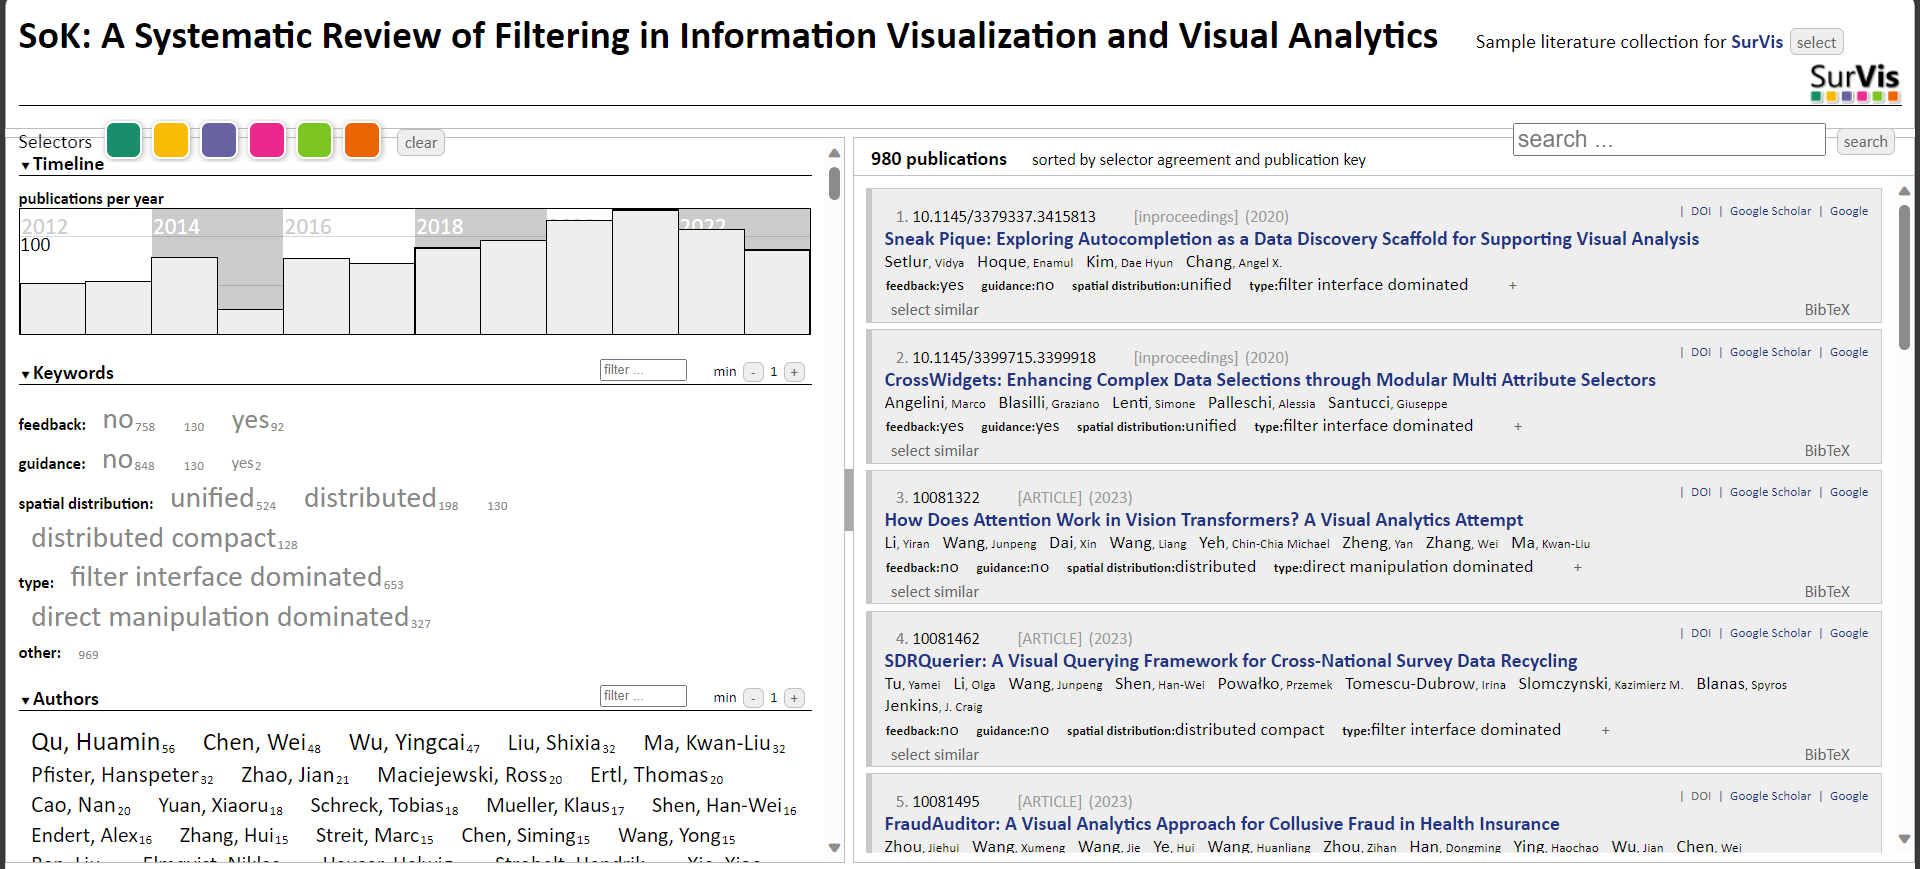 SoK: A Systematic Review of Filtering in Information Visualization and Visual Analytics
Sample literature collection for SurVis select
SurVis
Selectors clear
search ... search
▾ Timeline
publications per year
2012 2014 2016 2018 2022
100
▾ Keywords filter ... min - 1 +
feedback: no 758 130 yes 92
guidance: no 848 130 yes 2
spatial distribution: unified 524 distributed 198 130
distributed compact 128
type: filter interface dominated 653
direct manipulation dominated 327
other: 969
▾ Authors filter ... min - 1 +
Qu, Huamin 56 Chen, Wei 48 Wu, Yingcai 47 Liu, Shixia 32 Ma, Kwan-Liu 32
Pfister, Hanspeter 32 Zhao, Jian 21 Maciejewski, Ross 20 Ertl, Thomas 20
Cao, Nan 20 Yuan, Xiaoru 18 Schreck, Tobias 18 Mueller, Klaus 17 Shen, Han-Wei 16
Endert, Alex 16 Zhang, Hui 15 Streit, Marc 15 Chen, Siming 15 Wang, Yong 15
980 publications sorted by selector agreement and publication key
1. 10.1145/3379337.3415813 [inproceedings] (2020) | DOI | Google Scholar | Google
Sneak Pique: Exploring Autocompletion as a Data Discovery Scaffold for Supporting Visual Analysis
Setlur, Vidya Hoque, Enamul Kim, Dae Hyun Chang, Angel X.
feedback:yes guidance:no spatial distribution:unified type:filter interface dominated +
select similar BibTeX
2. 10.1145/3399715.3399918 [inproceedings] (2020) | DOI | Google Scholar | Google
CrossWidgets: Enhancing Complex Data Selections through Modular Multi Attribute Selectors
Angelini, Marco Blasilli, Graziano Lenti, Simone Palleschi, Alessia Santucci, Giuseppe
feedback:yes guidance:yes spatial distribution:unified type:filter interface dominated +
select similar BibTeX
3. 10081322 [ARTICLE] (2023) | DOI | Google Scholar | Google
How Does Attention Work in Vision Transformers? A Visual Analytics Attempt
Li, Yiran Wang, Junpeng Dai, Xin Wang, Liang Yeh, Chin-Chia Michael Zheng, Yan Zhang, Wei Ma, Kwan-Liu
feedback:no guidance:no spatial distribution:distributed type:direct manipulation dominated +
select similar BibTeX
4. 10081462 [ARTICLE] (2023) | DOI | Google Scholar | Google
SDRQuerier: A Visual Querying Framework for Cross-National Survey Data Recycling
Tu, Yamei Li, Olga Wang, Junpeng Shen, Han-Wei Powałko, Przemek Tomescu-Dubrow, Irina Slomczynski, Kazimierz M. Blanas, Spyros
Jenkins, J. Craig
feedback:no guidance:no spatial distribution:distributed compact type:filter interface dominated +
select similar BibTeX
5. 10081495 [ARTICLE] (2023) | DOI | Google Scholar | Google
FraudAuditor: A Visual Analytics Approach for Collusive Fraud in Health Insurance
Zhou, Jiehui Wang, Xumeng Wang, Jie Ye, Hui Wang, Huanliang Zhou, Zihan Han, Dongming Ying, Haochao Wu, Jian Chen, Wei